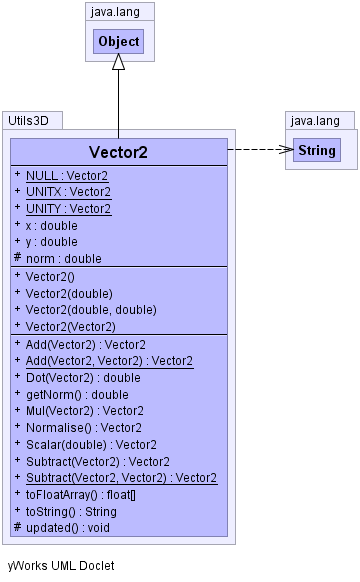 java.lang
Object
Utils3D
java.lang
Vector2
String
+ NULL : Vector2
+ UNITX : Vector2
+ UNITY : Vector2
+ x : double
+ y : double
# norm : double
+ Vector2()
+ Vector2(double)
+ Vector2(double, double)
+ Vector2(Vector2)
+ Add(Vector2) : Vector2
+ Add(Vector2, Vector2) : Vector2
+ Dot(Vector2) : double
+ getNorm() : double
+ Mul(Vector2) : Vector2
+ Normalise() : Vector2
+ Scalar(double) : Vector2
+ Subtract(Vector2) : Vector2
+ Subtract(Vector2, Vector2) : Vector2
+ toFloatArray() : float[]
+ toString() : String
# updated() : void
yWorks UML Doclet